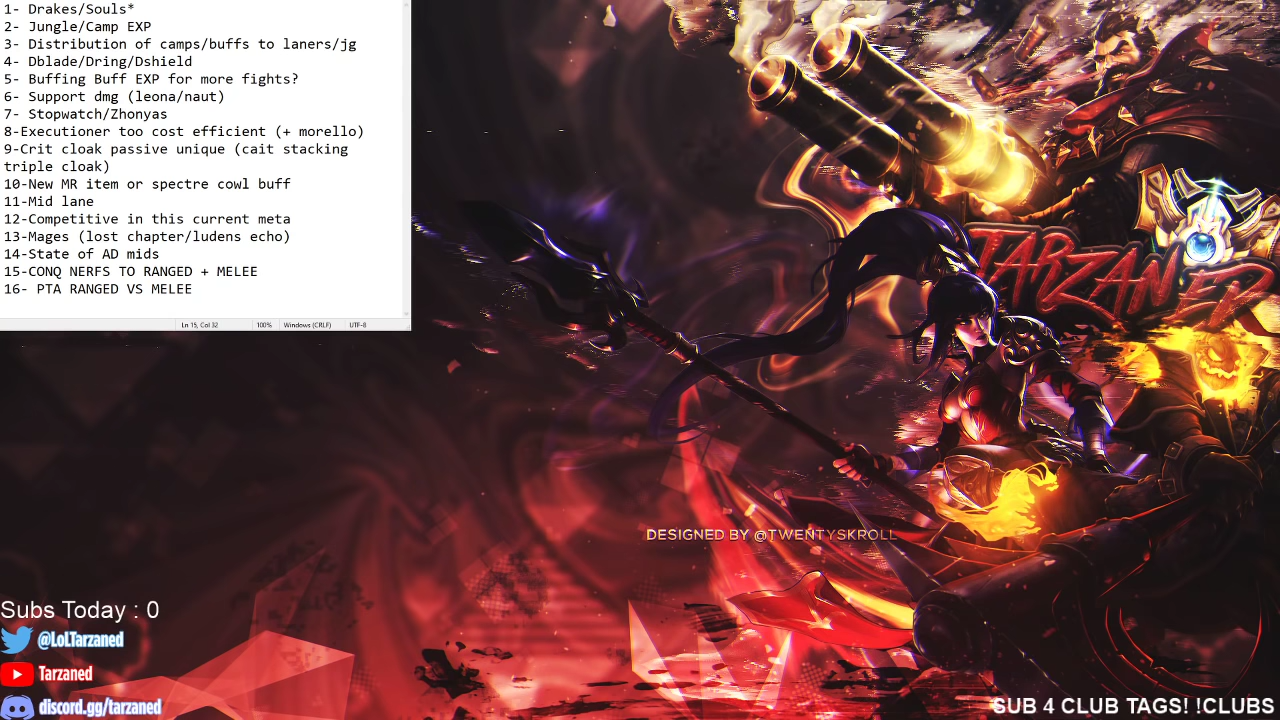 1- Drakes/Souls*
2- Jungle/Camp EXP
3- Distribution of camps/buffs to laners/jg
4- Dblade/Dring/Dshield
5- Buffing Buff EXP for more fights?
6- Support dmg (leona/naut)
7- Stopwatch/Zhonyas
8-Executioner too cost efficient (+ morello)
9-Crit cloak passive unique (cait stacking
triple cloak)
10-New MR item or spectre cowl buff
11-Mid lane
12-Competitive in this current meta
13-Mages (lost chapter/ludens echo)
14-State of AD mids
15-CONQ NERFS TO RANGED + MELEE
16- PTA RANGED VS MELEE
Ln 15, Col 32 100% Windows (CRLF) UTF-8
TARZANED
DESIGNED BY @TWENTYSKROLL
Subs Today : 0
@LoLTarzaned
Tarzaned
discord.gg/tarzaned
SUB 4 CLUB TAGS! !CLUBS